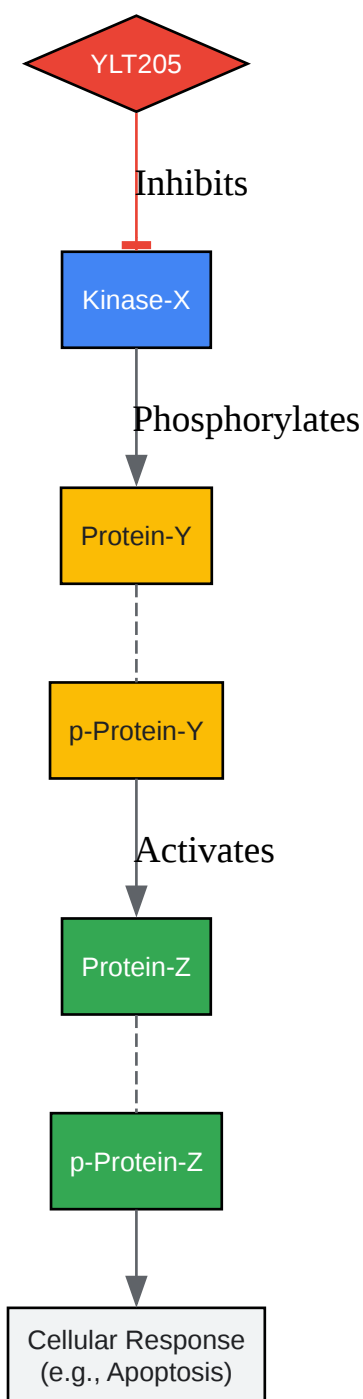 YLT205
Inhibits
Kinase-X
Phosphorylates
Protein-Y
p-Protein-Y
Activates
Protein-Z
p-Protein-Z
Cellular Response
(e.g., Apoptosis)